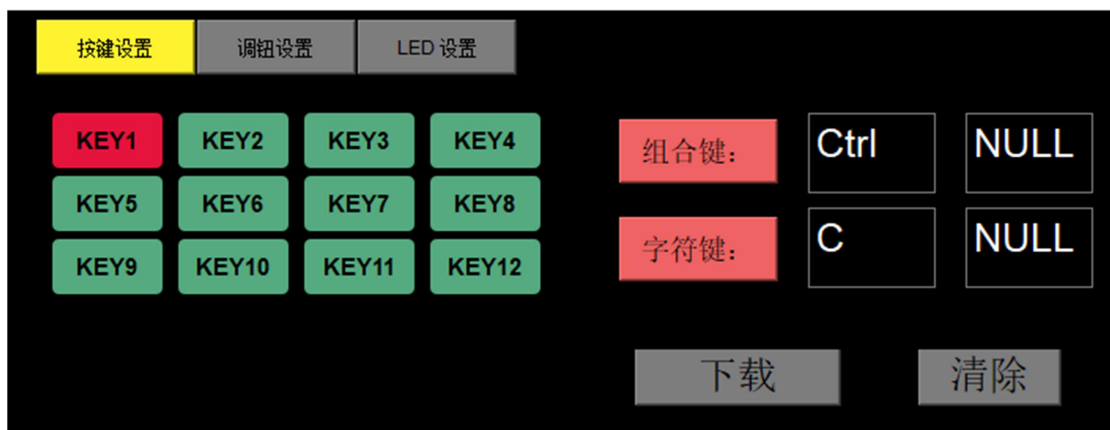 按键设置 调钮设置 LED 设置
KEY1 KEY2 KEY3 KEY4
KEY5 KEY6 KEY7 KEY8
KEY9 KEY10 KEY11 KEY12
组合键： Ctrl NULL
字符键： C NULL
下载 清除